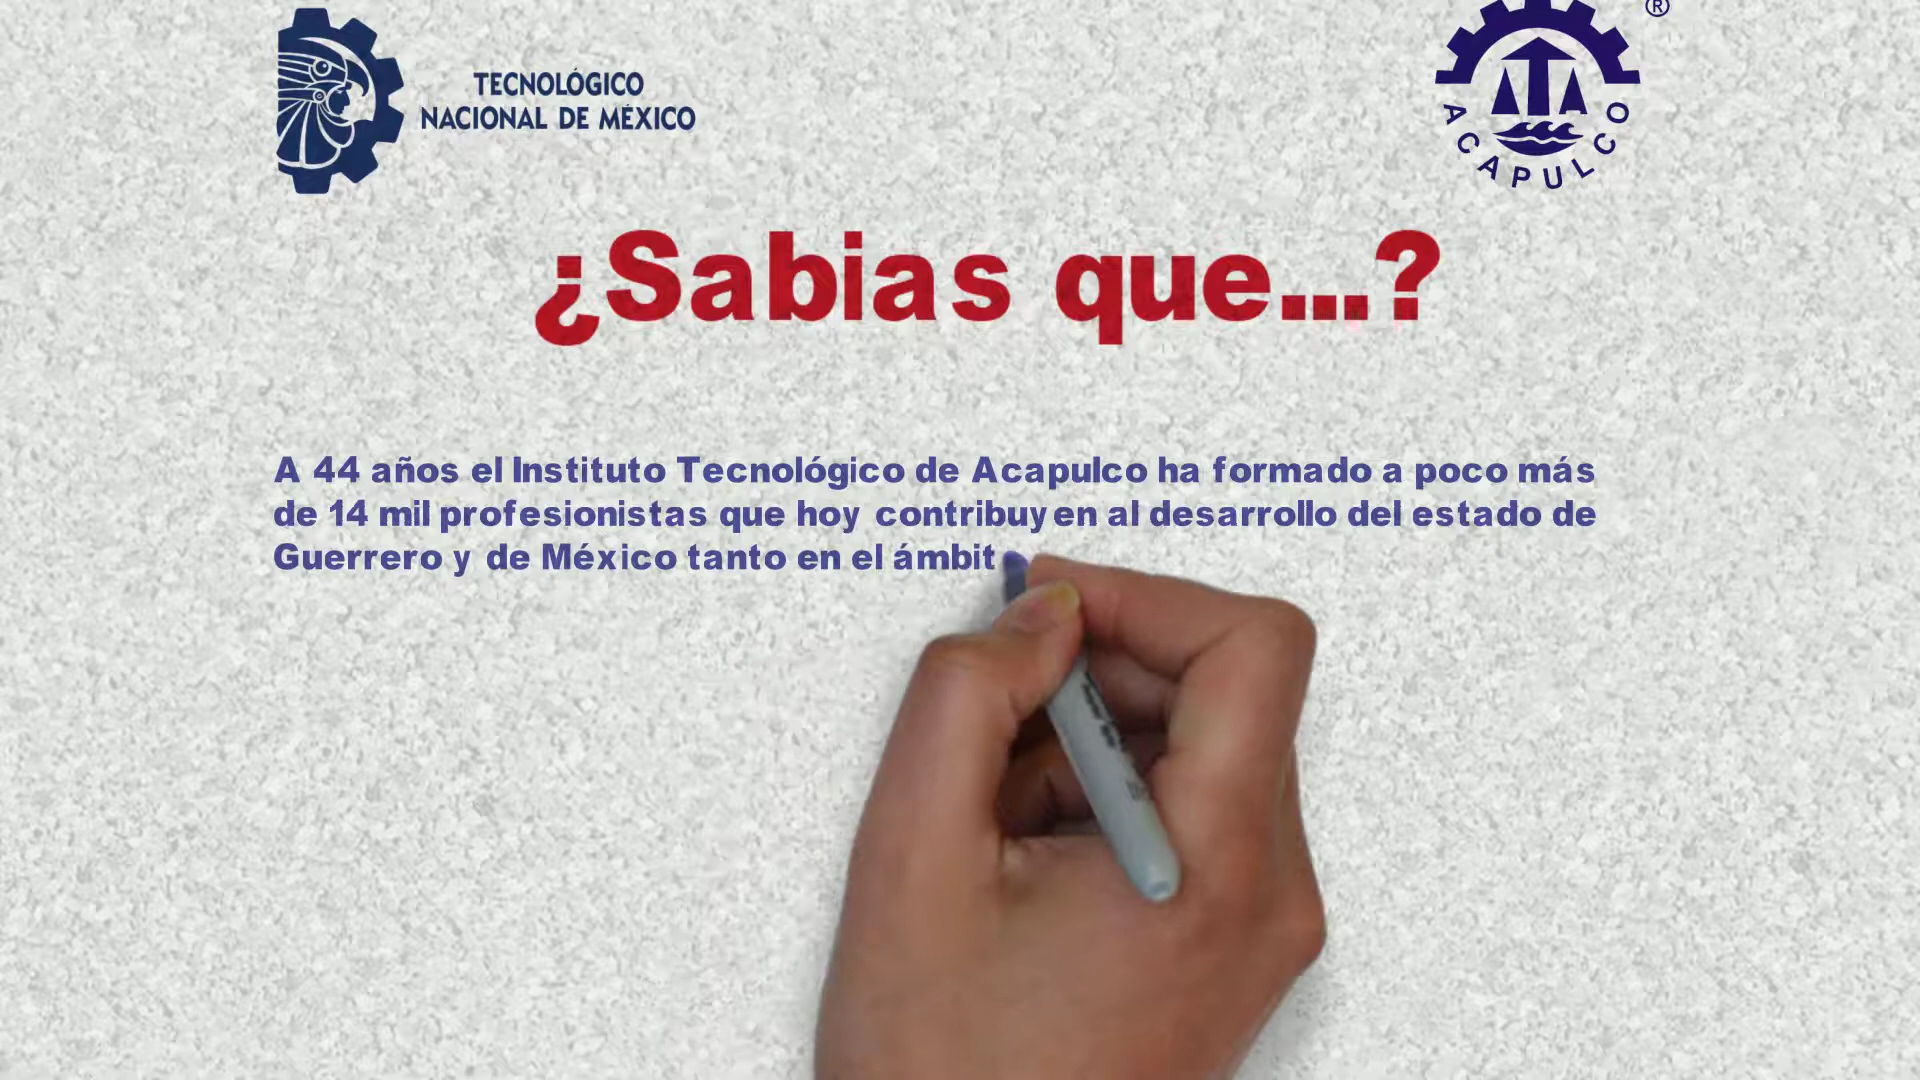 TECNOLÓGICO
NACIONAL DE MÉXICO
®
ITA
ACAPULCO
¿Sabias que...?
A 44 años el Instituto Tecnológico de Acapulco ha formado a poco más
de 14 mil profesionistas que hoy contribuyen al desarrollo del estado de
Guerrero y de México tanto en el ámbit